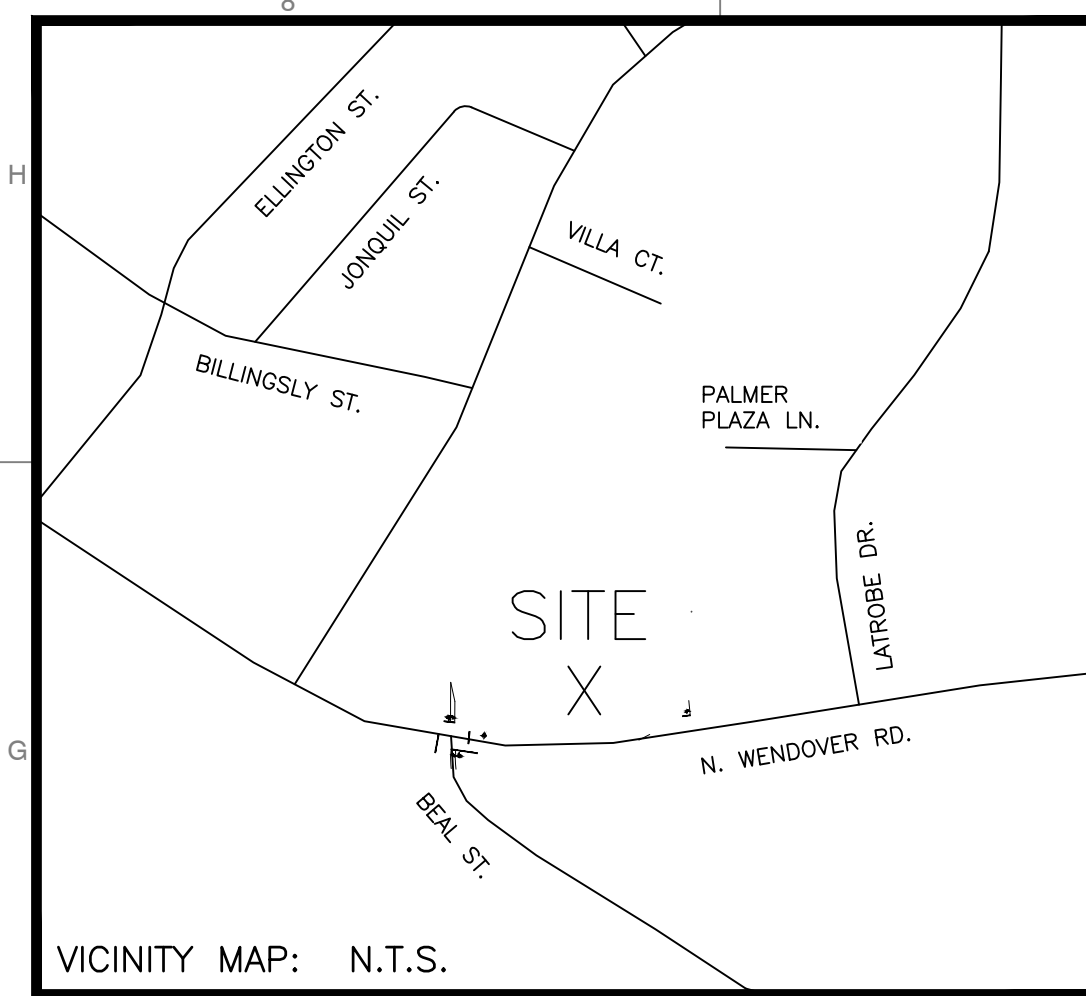 8
H
ELLINGTON ST.
JONQUIL ST.
VILLA CT.
BILLINGSLY ST.
PALMER
PLAZA LN.
LATROBE DR.
SITE
X
G
N. WENDOVER RD.
BEAL ST.
VICINITY MAP: N.T.S.